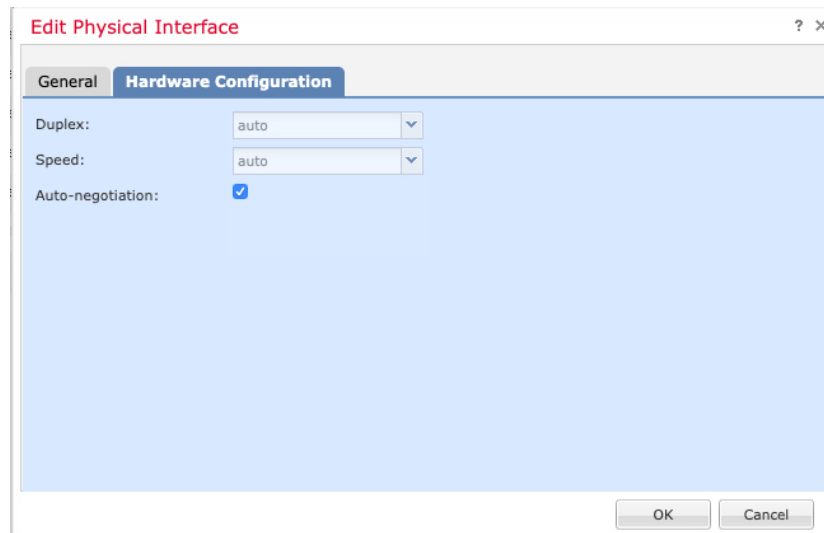 Edit Physical Interface ? ×
General Hardware Configuration
Duplex: auto
Speed: auto
Auto-negotiation:
OK Cancel